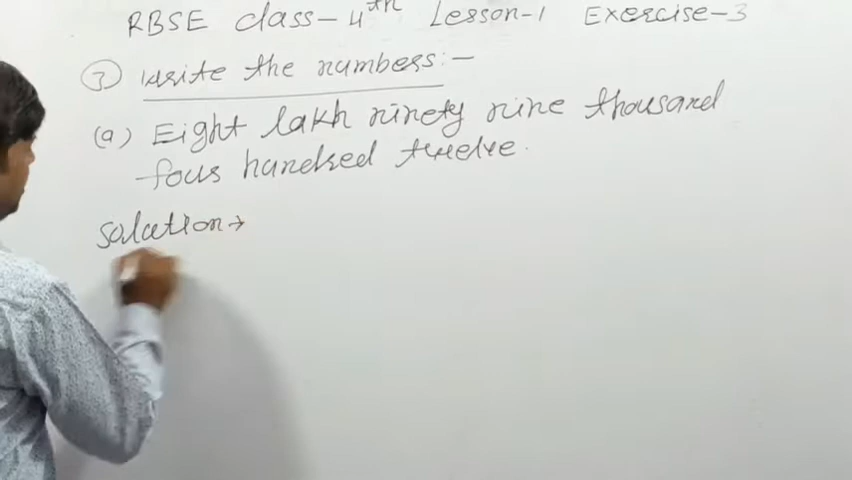 RBSE class-4th Lesson-1 Exercise-3
③ write the numbers:-
(a) Eight lakh ninety nine thousand
four hundred twelve.
solution→